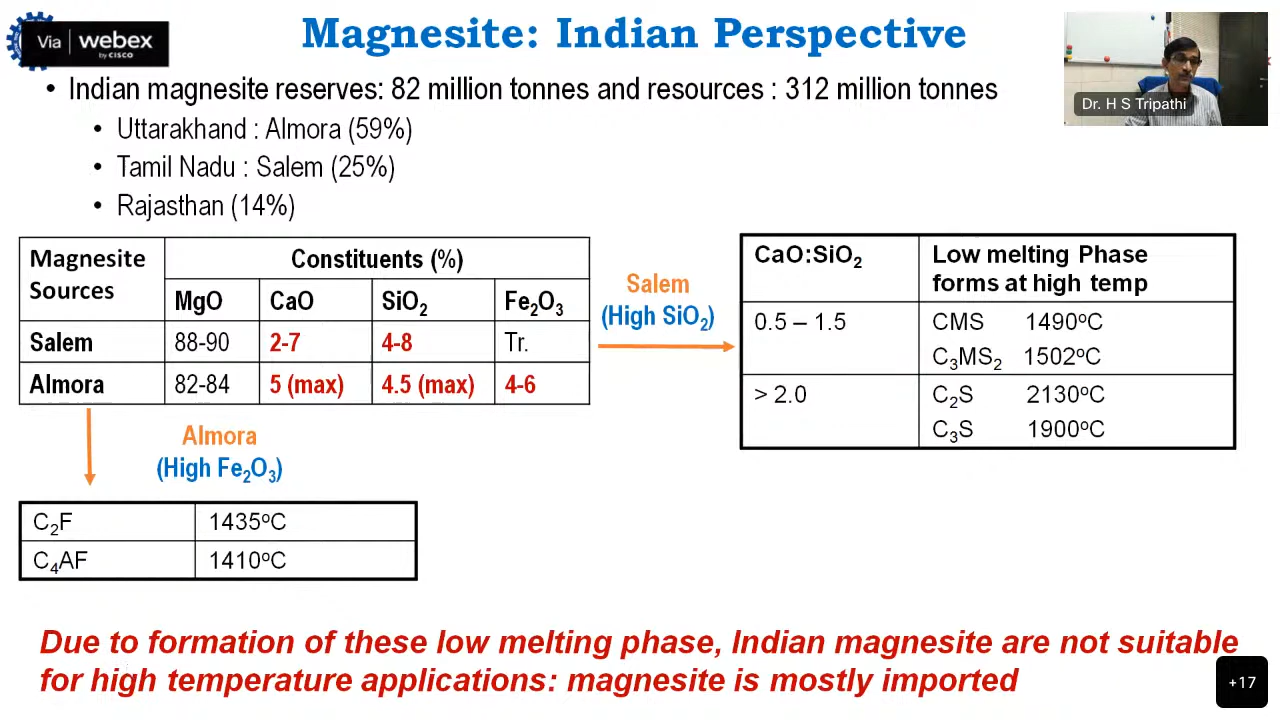 Via webex
by CISCO
Magnesite: Indian Perspective
Dr. H S Tripathi
• Indian magnesite reserves: 82 million tonnes and resources : 312 million tonnes
• Uttarakhand : Almora (59%)
• Tamil Nadu : Salem (25%)
• Rajasthan (14%)
Magnesite Sources
Constituents (%)
MgO CaO SiO₂ Fe₂O₃
Salem 88-90 2-7 4-8 Tr.
Almora 82-84 5 (max) 4.5 (max) 4-6
Salem
(High SiO₂)
CaO:SiO₂ Low melting Phase
forms at high temp
0.5 – 1.5 CMS 1490°C
C₃MS₂ 1502°C
> 2.0 C₂S 2130°C
C₃S 1900°C
Almora
(High Fe₂O₃)
C₂F 1435°C
C₄AF 1410°C
Due to formation of these low melting phase, Indian magnesite are not suitable
for high temperature applications: magnesite is mostly imported
+17